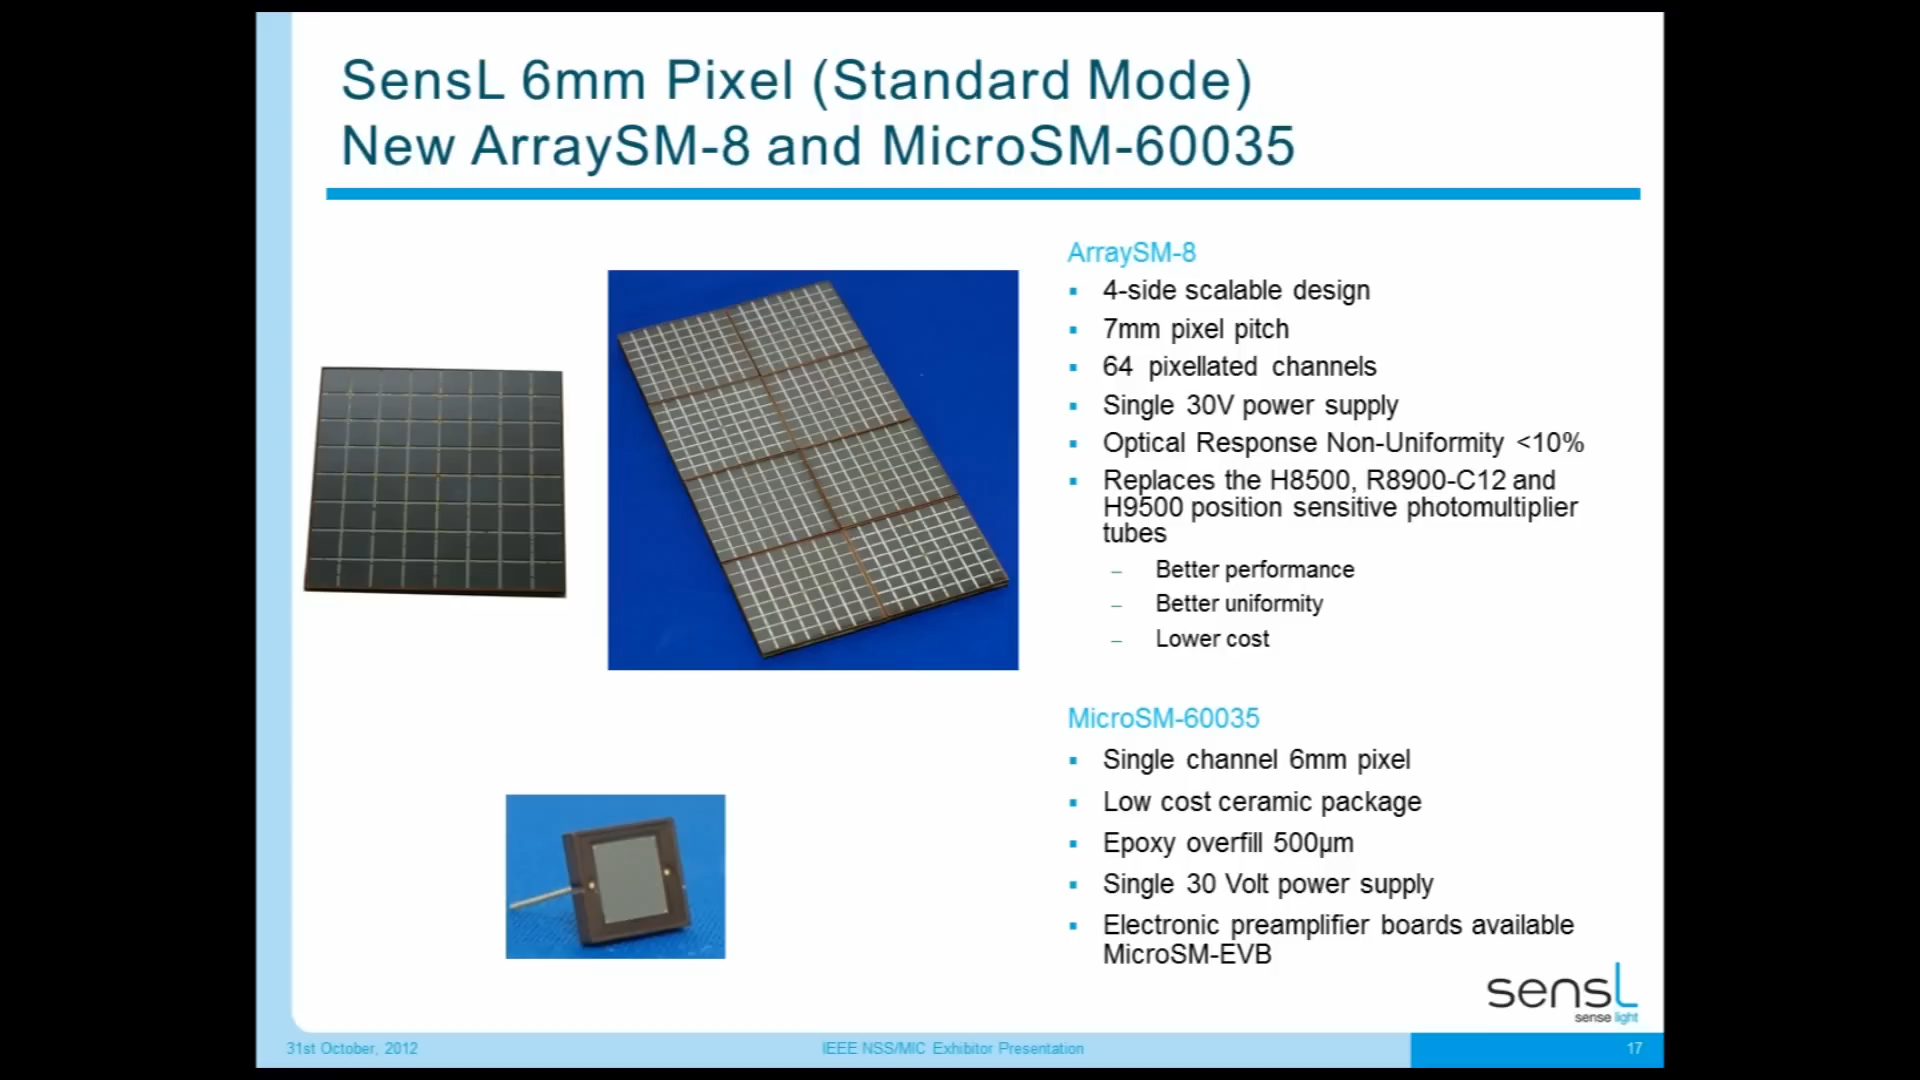 SensL 6mm Pixel (Standard Mode)
New ArraySM-8 and MicroSM-60035
ArraySM-8
4-side scalable design
7mm pixel pitch
64 pixellated channels
Single 30V power supply
Optical Response Non-Uniformity <10%
Replaces the H8500, R8900-C12 and
H9500 position sensitive photomultiplier
tubes
– Better performance
– Better uniformity
– Lower cost
MicroSM-60035
Single channel 6mm pixel
Low cost ceramic package
Epoxy overfill 500µm
Single 30 Volt power supply
Electronic preamplifier boards available
MicroSM-EVB
sensL
sense light
31st October, 2012
IEEE NSS/MIC Exhibitor Presentation
17